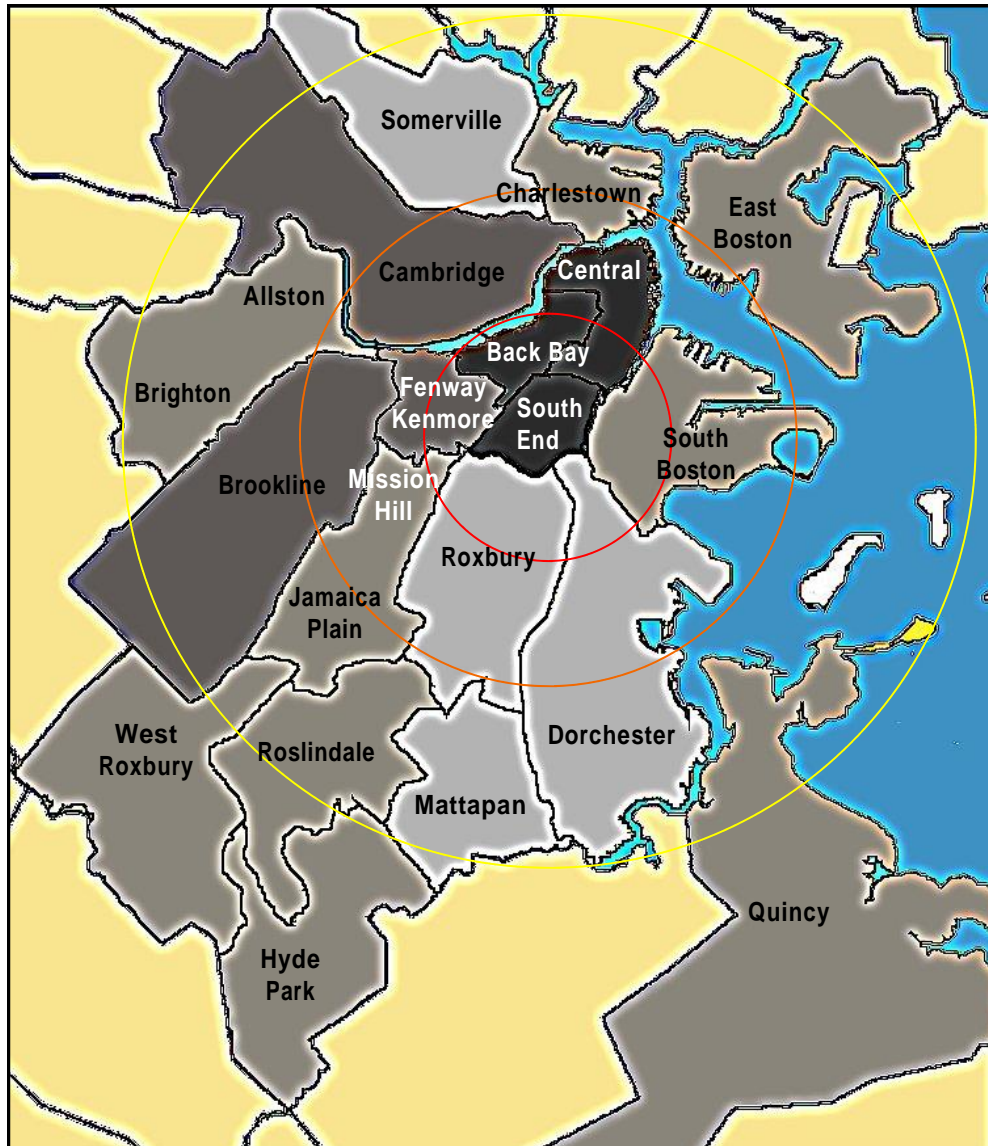 Somerville
Charlestown
East
Boston
Central
Cambridge
Allston
Back Bay
Brighton
Fenway
Kenmore
South
End
South
Boston
Brookline
Mission
Hill
Roxbury
Jamaica
Plain
West
Roxbury
Roslindale
Dorchester
Mattapan
Quincy
Hyde
Park